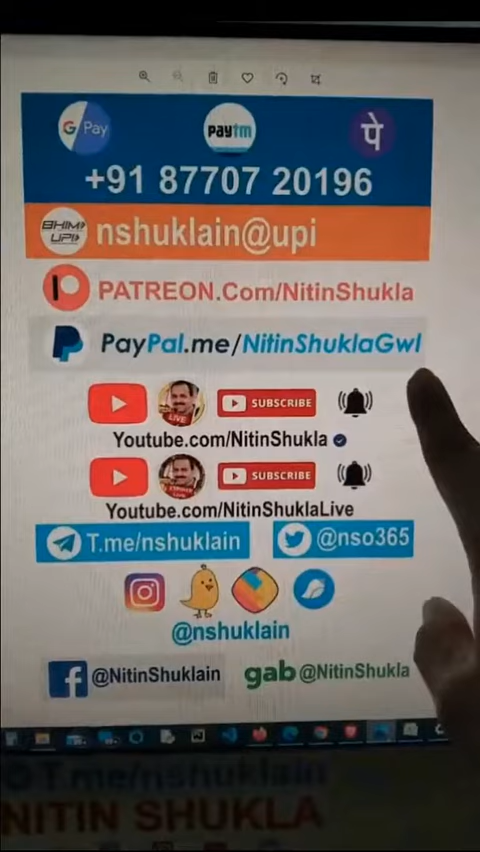 G Pay
paytm
पे
+91 87707 20196
BHIM
UPI
nshuklain@upi
PATREON.Com/NitinShukla
PayPal.me/NitinShuklaGwl
LIVE
SUBSCRIBE
Youtube.com/NitinShukla
SUBSCRIBE
Youtube.com/NitinShuklaLive
T.me/nshuklain
@nso365
@nshuklain
@NitinShuklain
gab @NitinShukla
T.me/nshuklain
NITIN SHUKLA